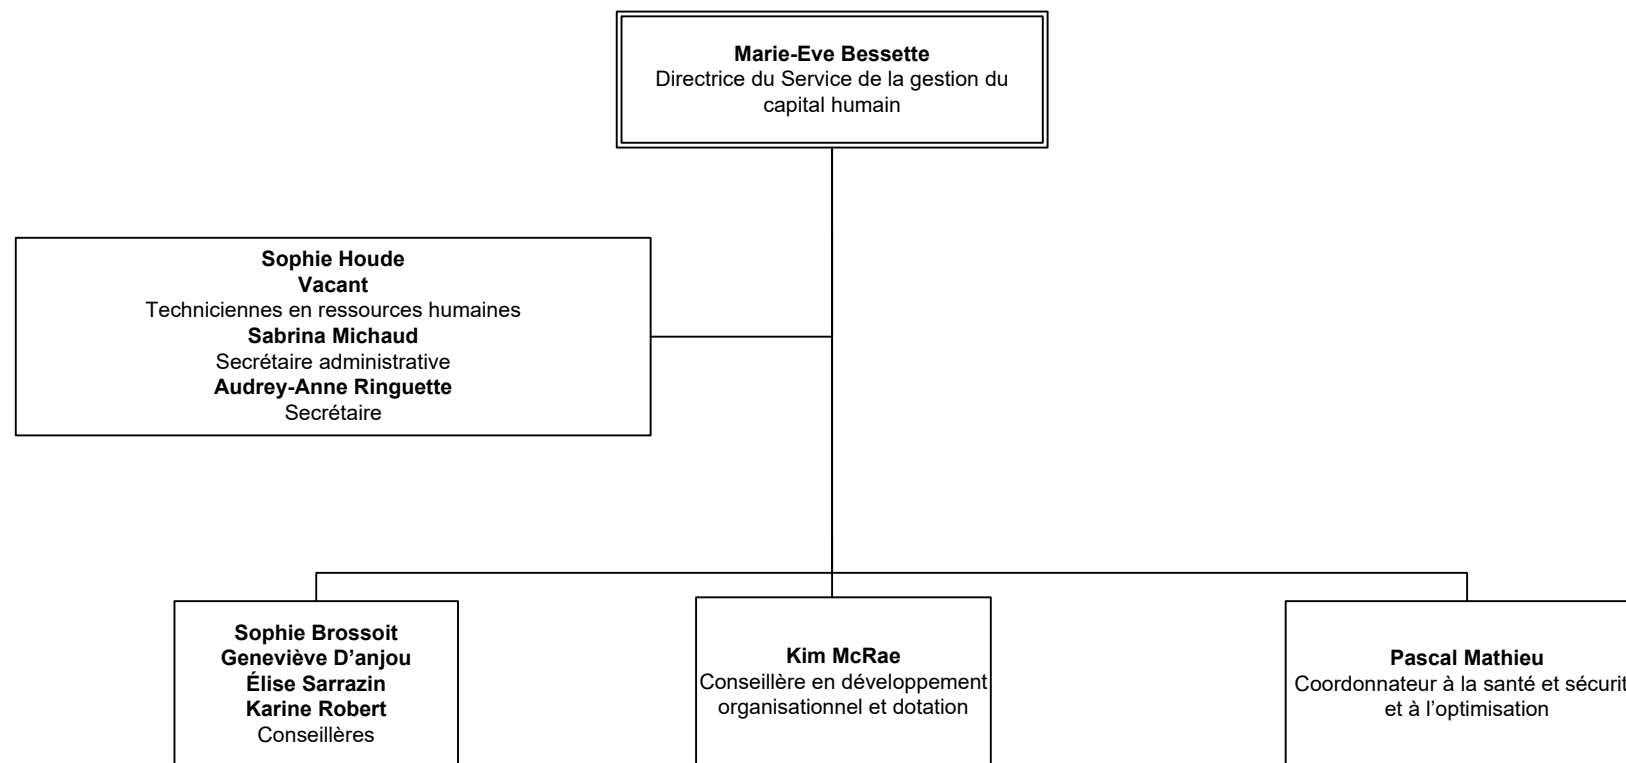 Marie-Eve Bessette
Directrice du Service de la gestion du
capital humain
Sophie Houde
Vacant
Techniciennes en ressources humaines
Sabrina Michaud
Secrétaire administrative
Audrey-Anne Ringuette
Secrétaire
Sophie Brossoit
Geneviève D’anjou
Élise Sarrazin
Karine Robert
Conseillères
Kim McRae
Conseillère en développement
organisationnel et dotation
Pascal Mathieu
Coordonnateur à la santé et sécurit
et à l’optimisation